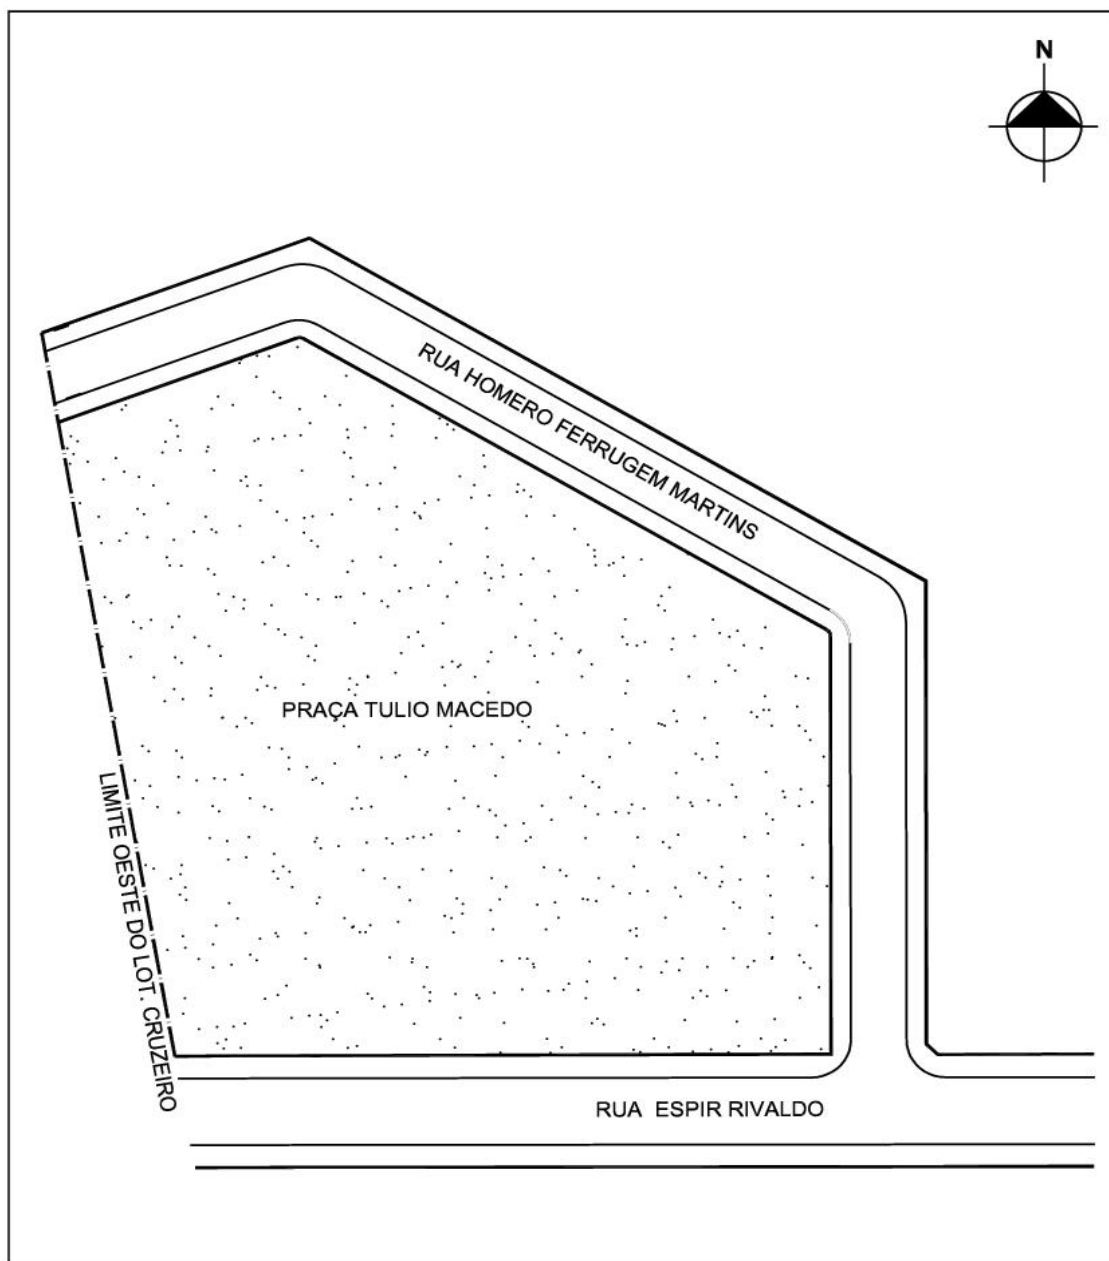 N
RUA HOMERO FERRUGEM MARTINS
PRAÇA TULIO MACEDO
LIMITE OESTE DO LOT. CRUZEIRO
RUA ESPIR RIVALDO